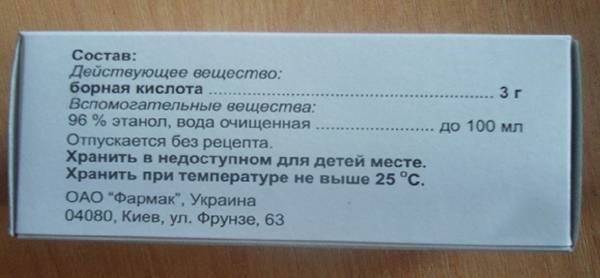 Состав:
Действующее вещество:
борная кислота ........................................................ 3 г
Вспомогательные вещества:
96 % этанол, вода очищенная ........................ до 100 мл
Отпускается без рецепта.
Хранить в недоступном для детей месте.
Хранить при температуре не выше 25 °С.
ОАО “Фармак”, Украина
04080, Киев, ул. Фрунзе, 63